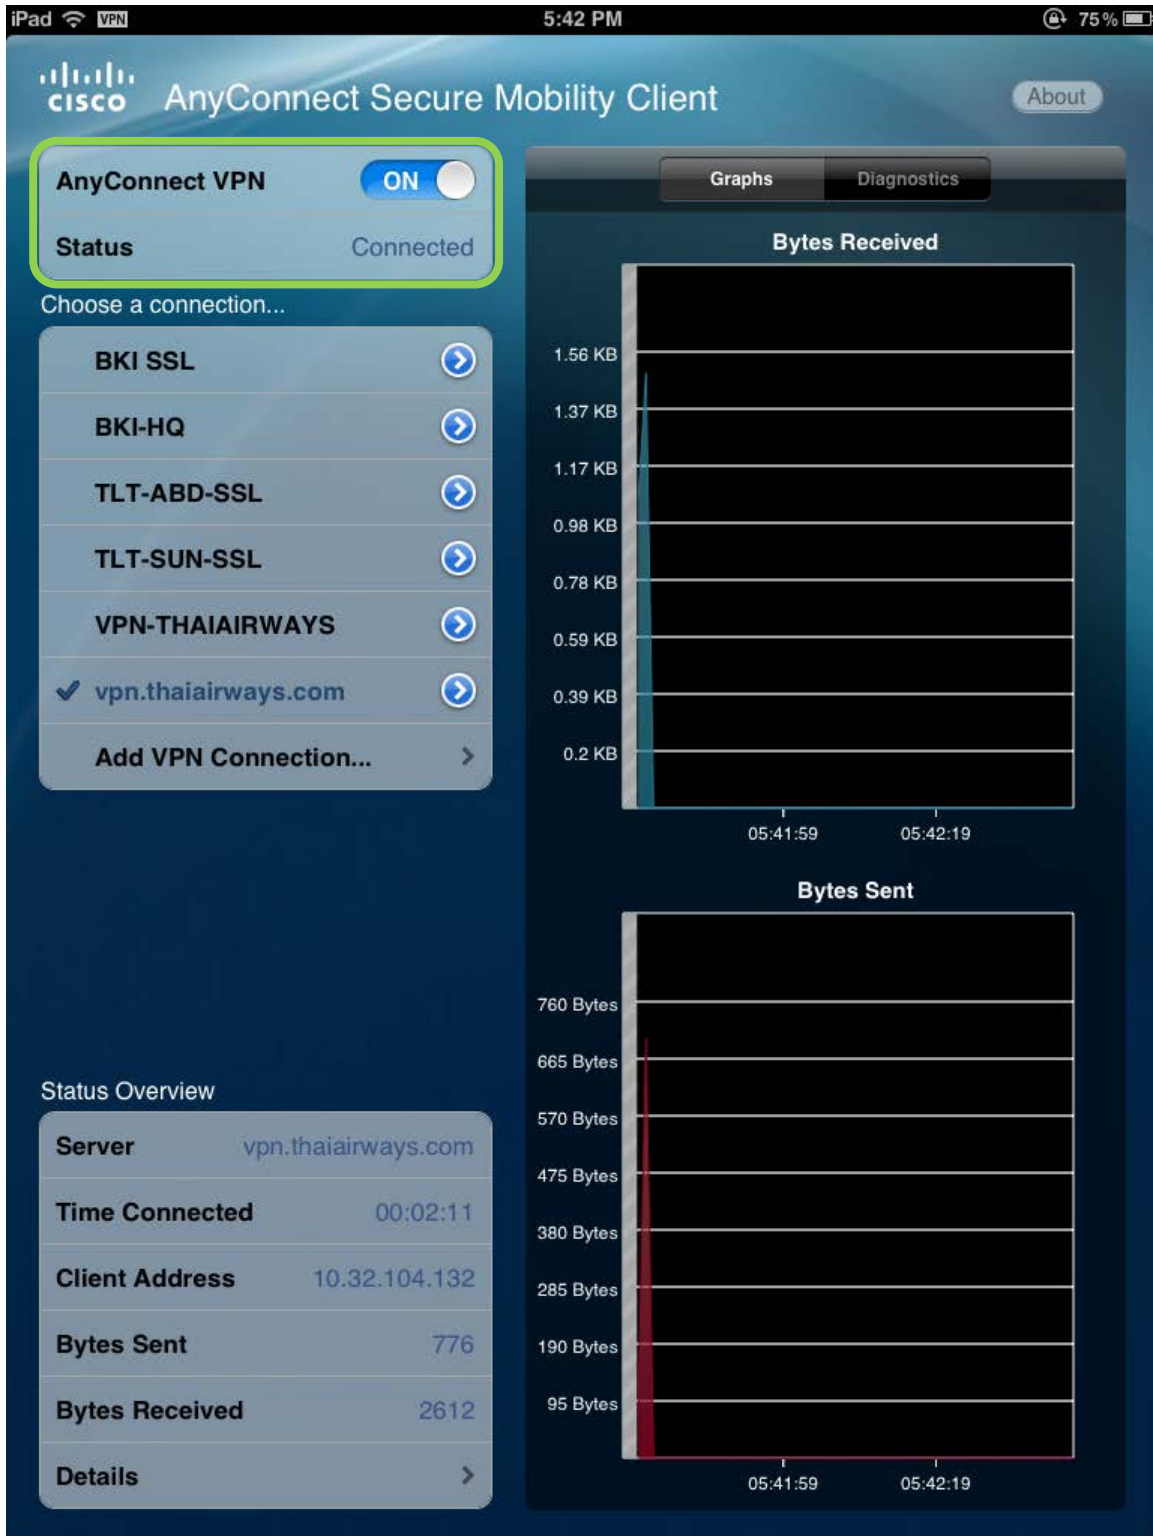 iPad VPN 5:42 PM 75%
CISCO AnyConnect Secure Mobility Client About
AnyConnect VPN ON
Status Connected
Choose a connection...
BKI SSL
BKI-HQ
TLT-ABD-SSL
TLT-SUN-SSL
VPN-THAIAIRWAYS
vpn.thaiairways.com
Add VPN Connection...
Status Overview
Server vpn.thaiairways.com
Time Connected 00:02:11
Client Address 10.32.104.132
Bytes Sent 776
Bytes Received 2612
Details
Graphs Diagnostics
Bytes Received
1.56 KB
1.37 KB
1.17 KB
0.98 KB
0.78 KB
0.59 KB
0.39 KB
0.2 KB
05:41:59 05:42:19
Bytes Sent
760 Bytes
665 Bytes
570 Bytes
475 Bytes
380 Bytes
285 Bytes
190 Bytes
95 Bytes
05:41:59 05:42:19